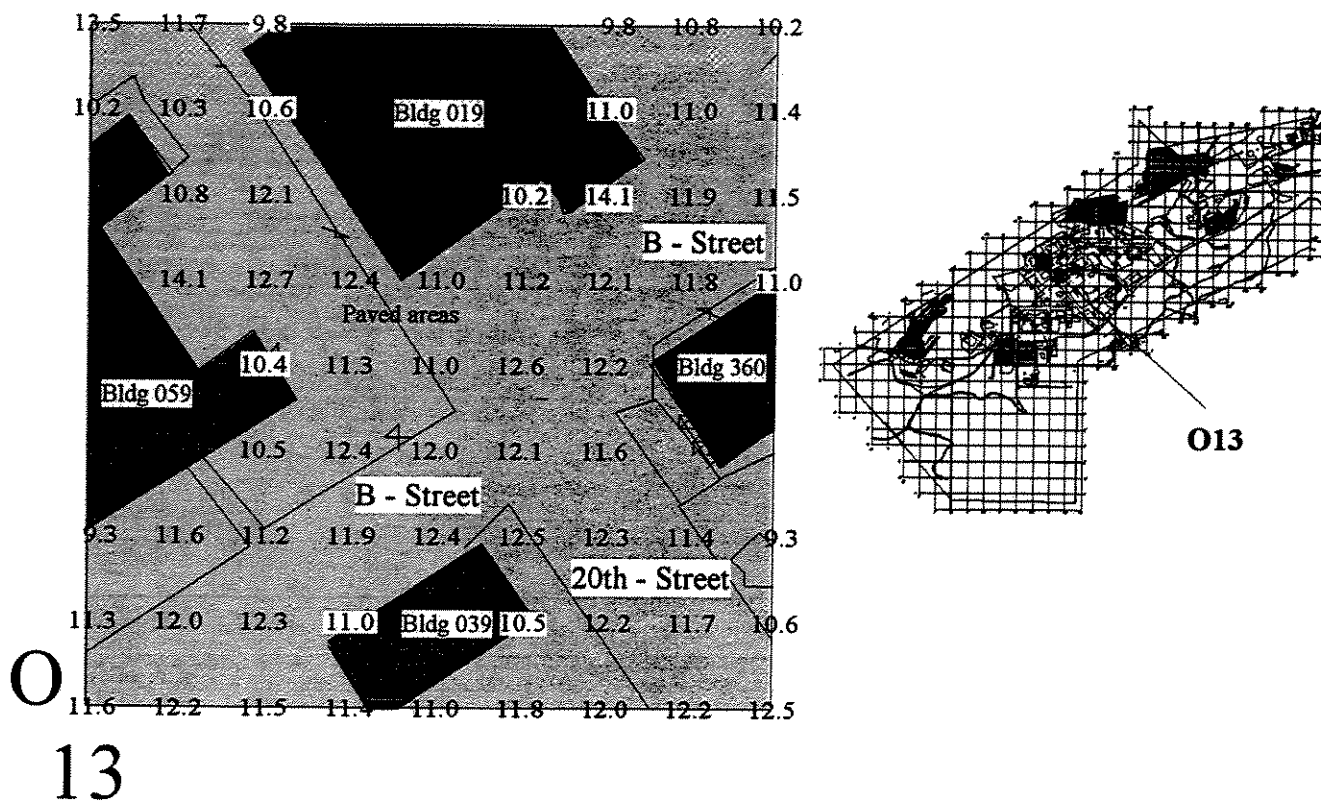 13.5 11.7 9.8 9.8 10.8 10.2
10.2 10.3 10.6 Bldg 019 11.0 11.0 11.4
10.8 12.1 10.2 14.1 11.9 11.5
B - Street
14.1 12.7 12.4 11.0 11.2 12.1 11.8 11.0
Paved areas
10.4 11.3 11.0 12.6 12.2 Bldg 360
Bldg 059
O13
10.5 12.4 12.0 12.1 11.6
B - Street
9.3 11.6 11.2 11.9 12.4 12.5 12.3 11.4 9.3
20th - Street
11.3 12.0 12.3 11.0 Bldg 039 10.5 12.2 11.7 10.6
O
11.6 12.2 11.5 11.4 11.0 11.8 12.0 12.2 12.5
13